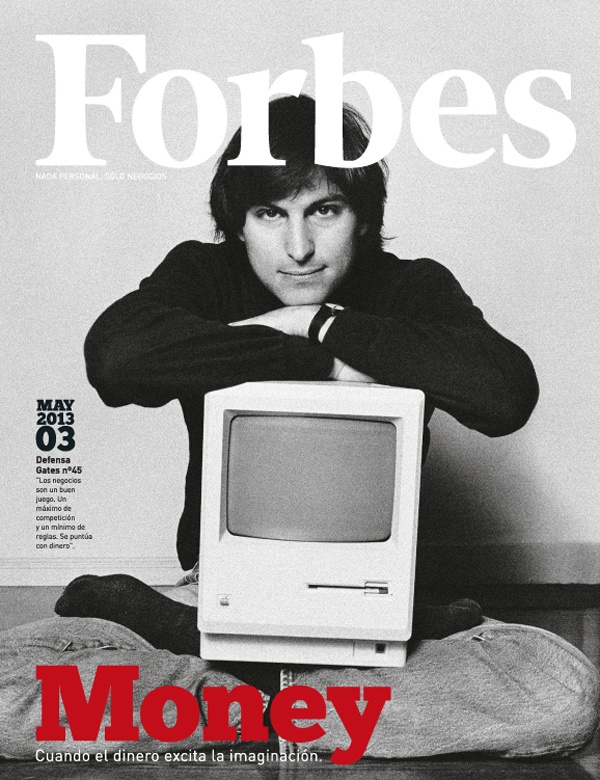 Forbes
NADA PERSONAL, SÓLO NEGOCIOS
MAY
2013
03
Defensa
Gates nº45
"Los negocios
son un buen
juego. Un
máximo de
competición
y un mínimo de
reglas. Se puntúa
con dinero".
Money
Cuando el dinero excita la imaginación.